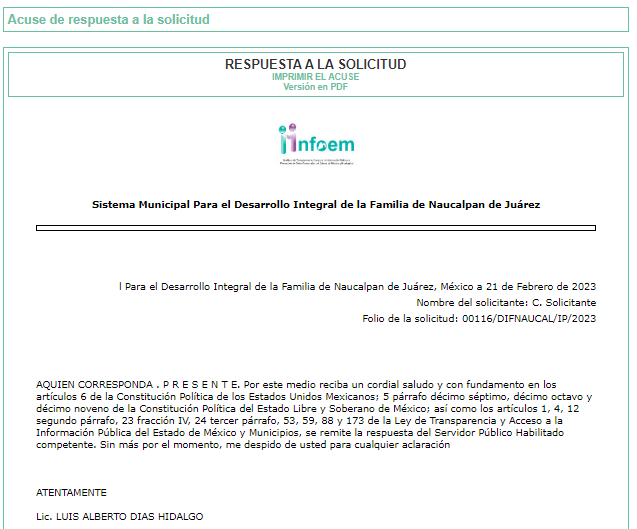 Acuse de respuesta a la solicitud
RESPUESTA A LA SOLICITUD
IMPRIMIR EL ACUSE
Versión en PDF
infoem
Sistema Municipal Para el Desarrollo Integral de la Familia de Naucalpan de Juárez
l Para el Desarrollo Integral de la Familia de Naucalpan de Juárez, México a 21 de Febrero de 2023
Nombre del solicitante: C. Solicitante
Folio de la solicitud: 00116/DIFNAUCAL/IP/2023
AQUIEN CORRESPONDA . P R E S E N T E. Por este medio reciba un cordial saludo y con fundamento en los
artículos 6 de la Constitución Política de los Estados Unidos Mexicanos; 5 párrafo décimo séptimo, décimo octavo y
décimo noveno de la Constitución Política del Estado Libre y Soberano de México; así como los artículos 1, 4, 12
segundo párrafo, 23 fracción IV, 24 tercer párrafo, 53, 59, 88 y 173 de la Ley de Transparencia y Acceso a la
Información Pública del Estado de México y Municipios, se remite la respuesta del Servidor Público Habilitado
competente. Sin más por el momento, me despido de usted para cualquier aclaración
ATENTAMENTE
Lic. LUIS ALBERTO DIAS HIDALGO